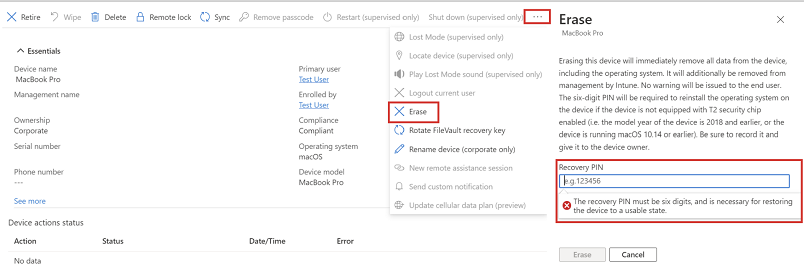 Retire Wipe Delete Remote lock Sync Remove passcode Restart (supervised only) Shut down (supervised only) ...
Essentials
Device name
MacBook Pro
Management name
Ownership
Corporate
Serial number
Phone number
---
See more
Primary user
Test User
Enrolled by
Test User
Compliance
Compliant
Operating system
macOS
Device model
MacBook Pro
Device actions status
Action Status Date/Time Error
No data
Lost Mode (supervised only)
Locate device (supervised only)
Play Lost Mode sound (supervised only)
Logout current user
Erase
Rotate FileVault recovery key
Rename device (corporate only)
New remote assistance session
Send custom notification
Update cellular data plan (preview)
Erase
MacBook Pro
Erasing this device will immediately remove all data from the device,
including the operating system. It will additionally be removed from
management by Intune. No warning will be issued to the end user.
The six-digit PIN will be required to reinstall the operating system on
the device if the device is not equipped with T2 security chip
enabled (i.e. the model year of the device is 2018 and earlier, or the
device is running macOS 10.14 or earlier). Be sure to record it and
give it to the device owner.
Recovery PIN
e.g.123456
The recovery PIN must be six digits, and is necessary for restoring
the device to a usable state.
Erase Cancel